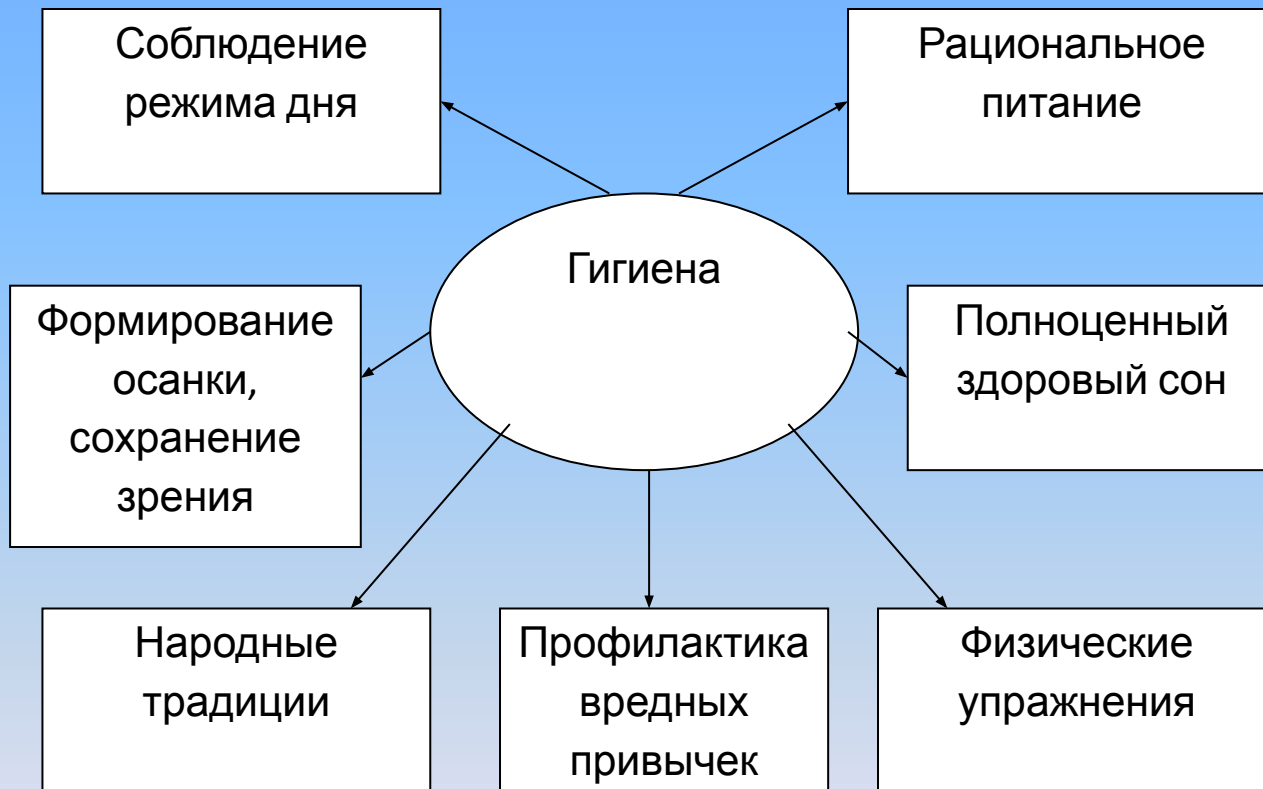 Соблюдение
режима дня
Рациональное
питание
Гигиена
Формирование
осанки,
сохранение
зрения
Полноценный
здоровый сон
Народные
традиции
Профилактика
вредных
привычек
Физические
упражнения